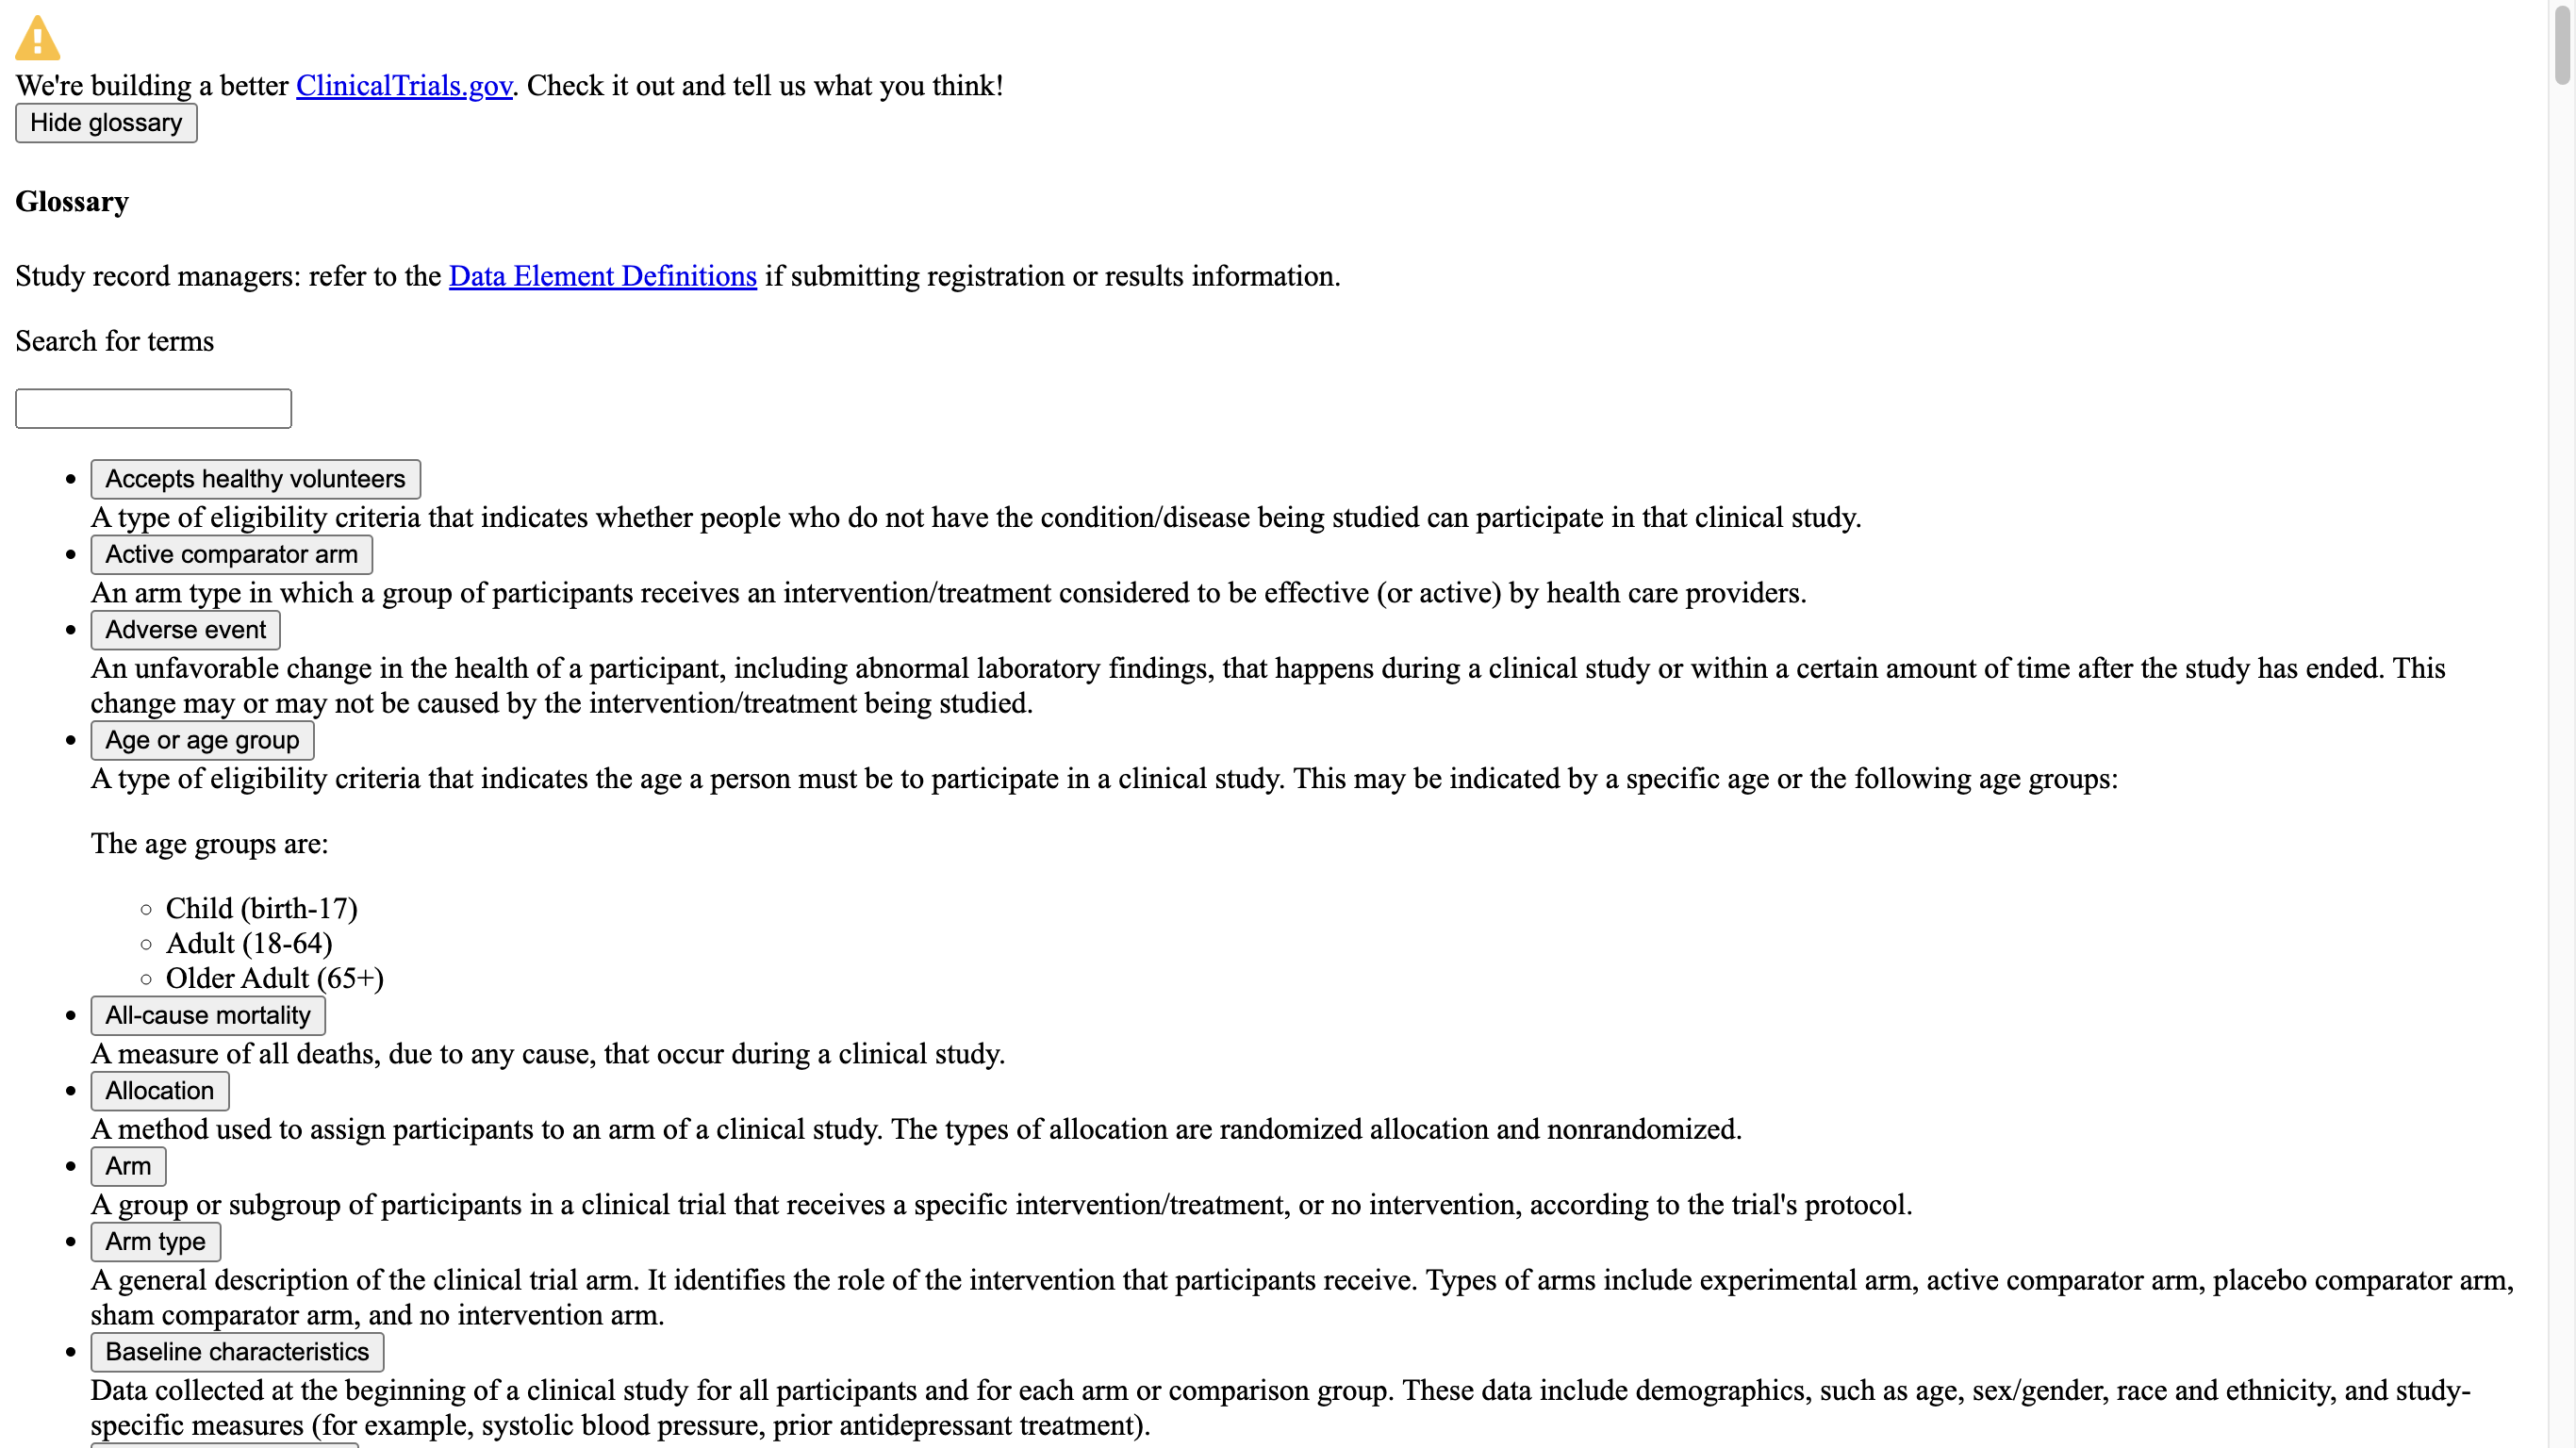 We're building a better ClinicalTrials.gov. Check it out and tell us what you think!
Hide glossary
Glossary
Study record managers: refer to the Data Element Definitions if submitting registration or results information.
Search for terms
Accepts healthy volunteers
A type of eligibility criteria that indicates whether people who do not have the condition/disease being studied can participate in that clinical study.
Active comparator arm
An arm type in which a group of participants receives an intervention/treatment considered to be effective (or active) by health care providers.
Adverse event
An unfavorable change in the health of a participant, including abnormal laboratory findings, that happens during a clinical study or within a certain amount of time after the study has ended. This
change may or may not be caused by the intervention/treatment being studied.
Age or age group
A type of eligibility criteria that indicates the age a person must be to participate in a clinical study. This may be indicated by a specific age or the following age groups:
The age groups are:
Child (birth-17)
Adult (18-64)
Older Adult (65+)
All-cause mortality
A measure of all deaths, due to any cause, that occur during a clinical study.
Allocation
A method used to assign participants to an arm of a clinical study. The types of allocation are randomized allocation and nonrandomized.
Arm
A group or subgroup of participants in a clinical trial that receives a specific intervention/treatment, or no intervention, according to the trial's protocol.
Arm type
A general description of the clinical trial arm. It identifies the role of the intervention that participants receive. Types of arms include experimental arm, active comparator arm, placebo comparator arm,
sham comparator arm, and no intervention arm.
Baseline characteristics
Data collected at the beginning of a clinical study for all participants and for each arm or comparison group. These data include demographics, such as age, sex/gender, race and ethnicity, and study-
specific measures (for example, systolic blood pressure, prior antidepressant treatment).